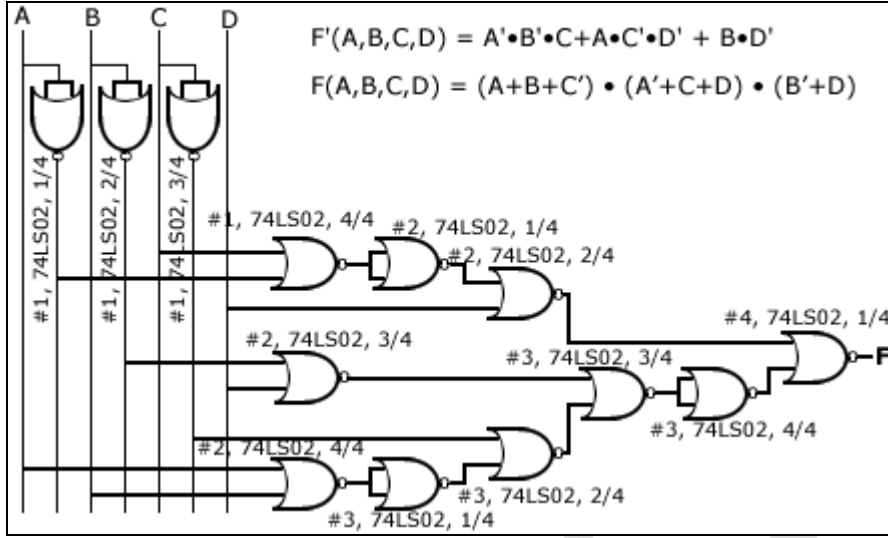 A B C D
F'(A,B,C,D) = A'•B'•C+A•C'•D' + B•D'
F(A,B,C,D) = (A+B+C′) • (A′+C+D) • (B′+D)
#1, 74LS02, 1/4
#1, 74LS02, 2/4
#1, 74LS02, 3/4
#1, 74LS02, 4/4
#2, 74LS02, 1/4
#2, 74LS02, 2/4
#2, 74LS02, 3/4
#4, 74LS02, 1/4
#3, 74LS02, 3/4
F
#3, 74LS02, 4/4
#2, 74LS02, 4/4
#3, 74LS02, 2/4
#3, 74LS02, 1/4